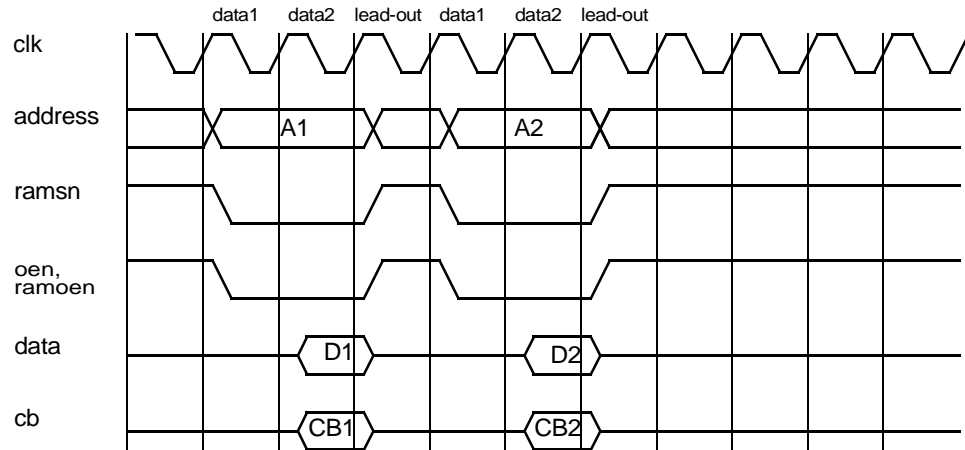 data1 data2 lead-out data1 data2 lead-out
clk
address A1 A2
ramsn
oen,
ramoen
data D1 D2
cb CB1 CB2